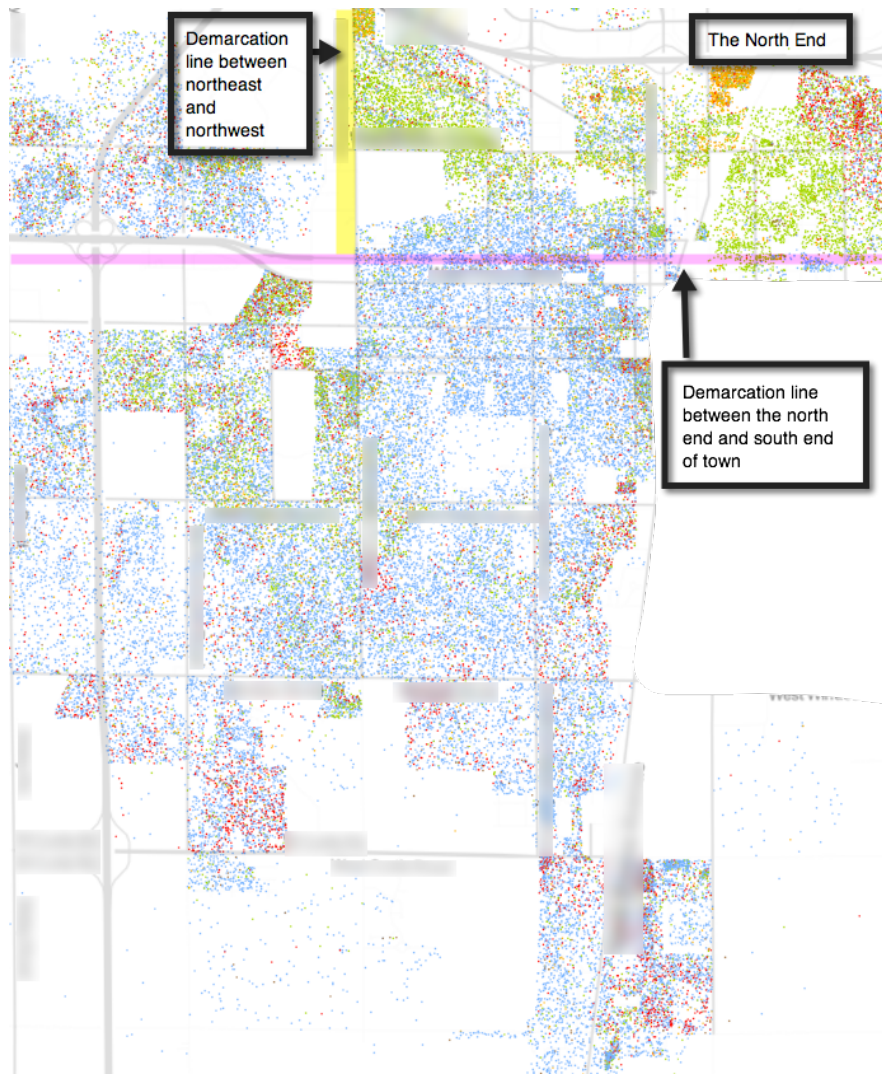 Demarcation
line between
northeast
and
northwest
The North End
Demarcation line
between the north
end and south end
of town
West